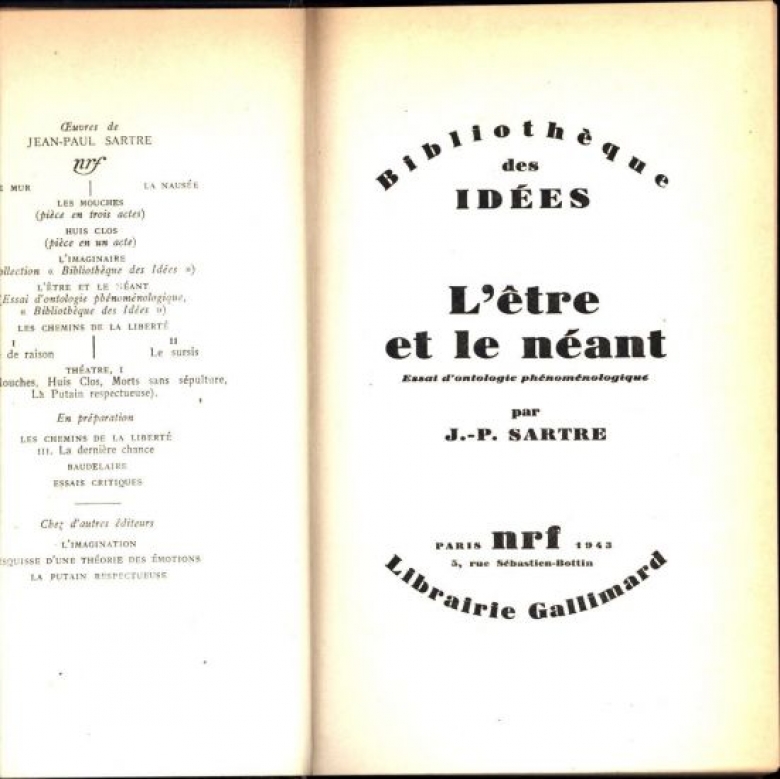 Œuvres de
JEAN-PAUL SARTRE
nrf
MUR | LA NAUSÉE
LES MOUCHES
(pièce en trois actes)
HUIS CLOS
(pièce en un acte)
L'IMAGINAIRE
« Bibliothèque des Idées »)
L'ÊTRE ET LE NÉANT
(Essai d'ontologie phénoménologique,
« Bibliothèque des Idées »)
LES CHEMINS DE LA LIBERTÉ
I | II
de raison | Le sursis
THÉATRE, I
Huis Clos, Morts sans sépulture,
La Putain respectueuse).
En préparation
LES CHEMINS DE LA LIBERTÉ
III. La dernière chance
BAUDELAIRE
ESSAIS CRITIQUES
Chez d'autres éditeurs
L'IMAGINATION
D'UNE THÉORIE DES ÉMOTIONS
LA PUTAIN RESPECTUEUSE
Bibliothèque
des
IDÉES
L'être
et le néant
Essai d'ontologie phénoménologique
par
J.-P. SARTRE
PARIS nrf 1943
5, rue Sébastien-Bottin
Librairie Gallimard